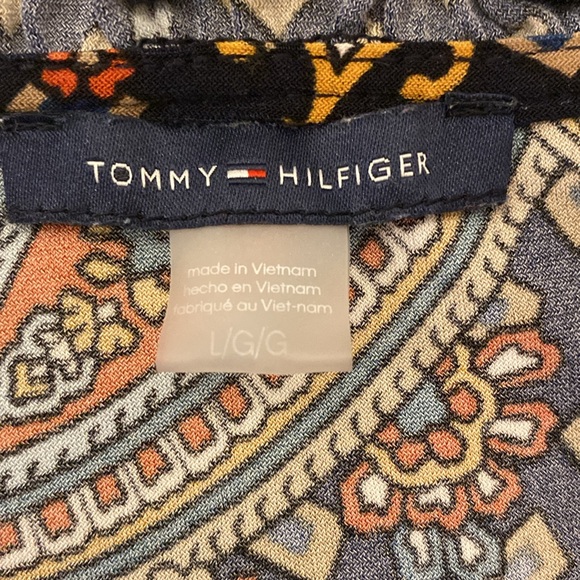 TOMMY HILFIGER
made in Vietnam
hecho en Vietnam
fabriqué au Viet-nam
L/G/G